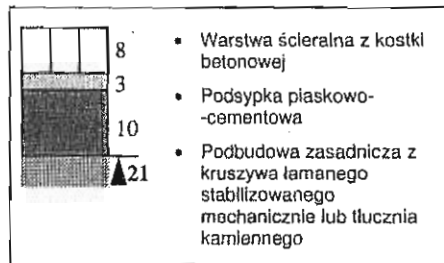 8
3
10
21
• Warstwa ścieralna z kostki
betonowej
• Podsypka piaskowo-
-cementowa
• Podbudowa zasadnicza z
kruszywa łamanego
stabilizowanego
mechanicznie lub tłucznia
kamiennego